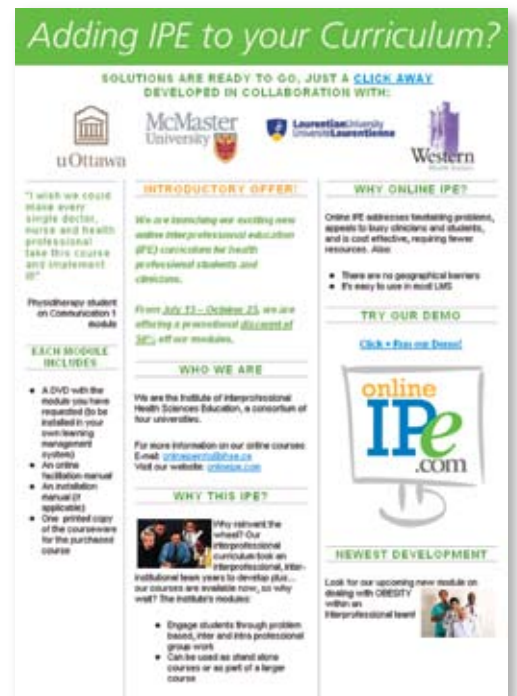 Adding IPE to your Curriculum?
SOLUTIONS ARE READY TO GO, JUST A CLICK AWAY
DEVELOPED IN COLLABORATION WITH:
uOttawa
McMaster
University
LaurentianUniversity
UniversitéLaurentienne
Western
"I wish we could
make every
single doctor,
nurse and health
professional
take this course
and implement
it!"
Physiotherapy student
on Communication 1
module
EACH MODULE
INCLUDES
● A DVD with the
module you have
requested (to be
installed in your
own learning
management
system)
● An online
facilitation manual
● An installation
manual (if
applicable)
● One printed copy
of the courseware
for the purchased
course
INTRODUCTORY OFFER!
We are launching our exciting new
online interprofessional education
(IPE) curriculum for health
professional students and
clinicians.
From July 15 – October 25, we are
offering a promotional discount of
off our modules.
WHO WE ARE
We are the Institute of Interprofessional
Health Sciences Education, a consortium of
four universities.
For more information on our online courses:
E-mail:
Visit our website: onlineipe.com
WHY THIS IPE?
Why reinvent the
wheel? Our
interprofessional
curriculum took an
interprofessional, inter-
institutional team years to develop plus...
our courses are available now, so why
wait? The Institute's modules:
● Engage students through problem
based, inter and intra professional
group work
● Can be used as stand alone
courses or as part of a larger
course
WHY ONLINE IPE?
Online IPE addresses timetabling problems,
appeals to busy clinicians and students,
and is cost effective, requiring fewer
resources. Also:
● There are no geographical barriers
● It's easy to use in most LMS
TRY OUR DEMO
Click + Free our Demo!
online
IPe
.com
NEWEST DEVELOPMENT
Look for our upcoming new module on
dealing with OBESITY
within an
Interprofessional team!